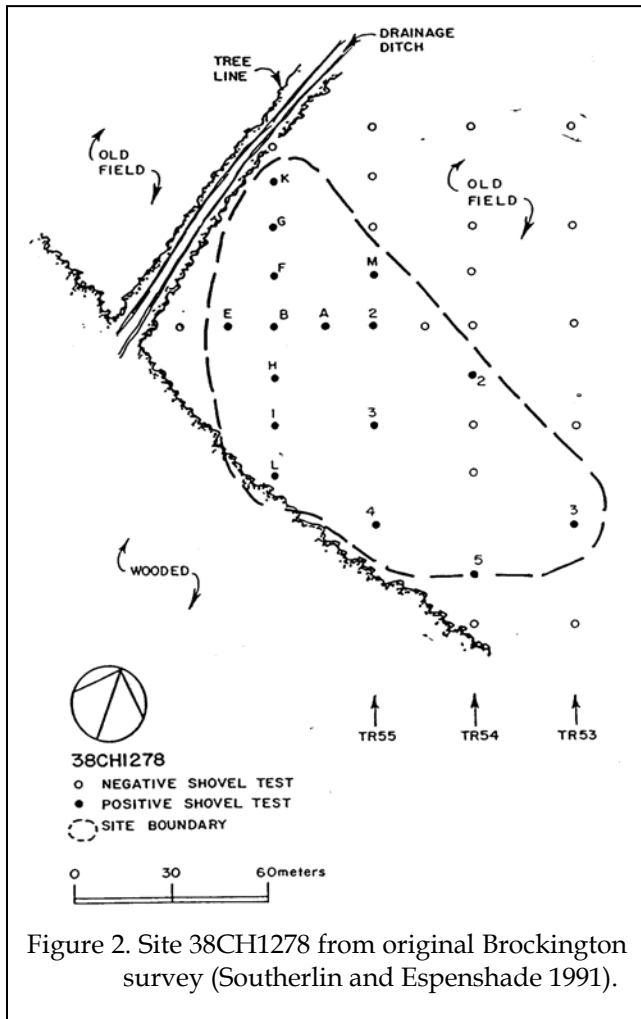 DRAINAGE
DITCH
TREE
LINE
OLD
FIELD
OLD
FIELD
K
G
F
M
E
B
A
2
H
2
I
3
L
4
3
5
WOODED
TR55
TR54
TR53
38CH1278
NEGATIVE SHOVEL TEST
POSITIVE SHOVEL TEST
SITE BOUNDARY
0
30
60meters
Figure 2. Site 38CH1278 from original Brockington
survey (Southerlin and Espenshade 1991).